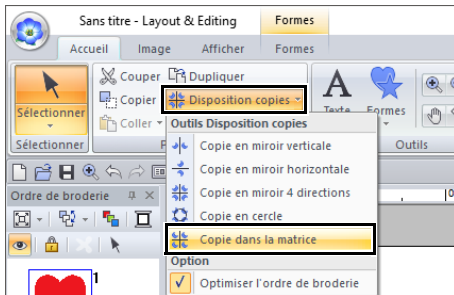 Sans titre - Layout & Editing
Formes
Accueil
Image
Afficher
Formes
Sélectionner
Couper
Dupliquer
Copier
Disposition copies
Coller
Texte
Formes
Sélectionner
Outils
Outils Disposition copies
Copie en miroir verticale
Copie en miroir horizontale
Copie en miroir 4 directions
Copie en cercle
Copie dans la matrice
Option
Optimiser l'ordre de broderie
Ordre de broderie
1